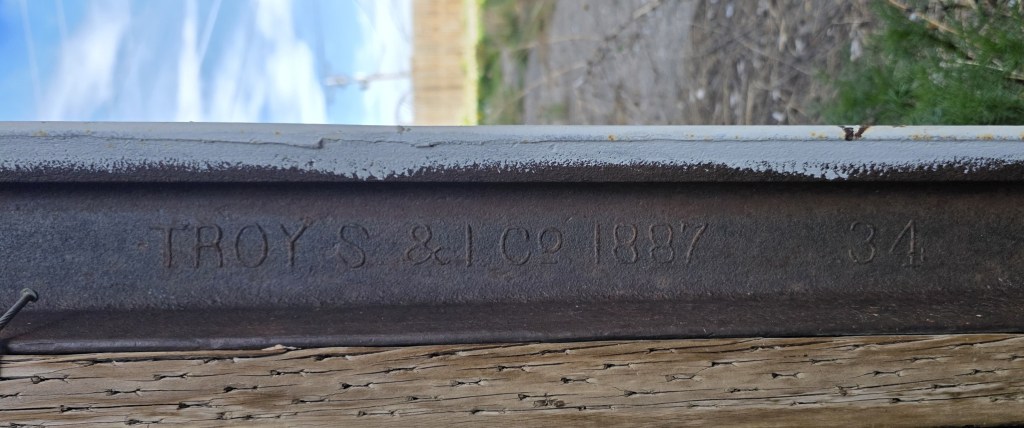 TROY S. & I. Cº 1887 34